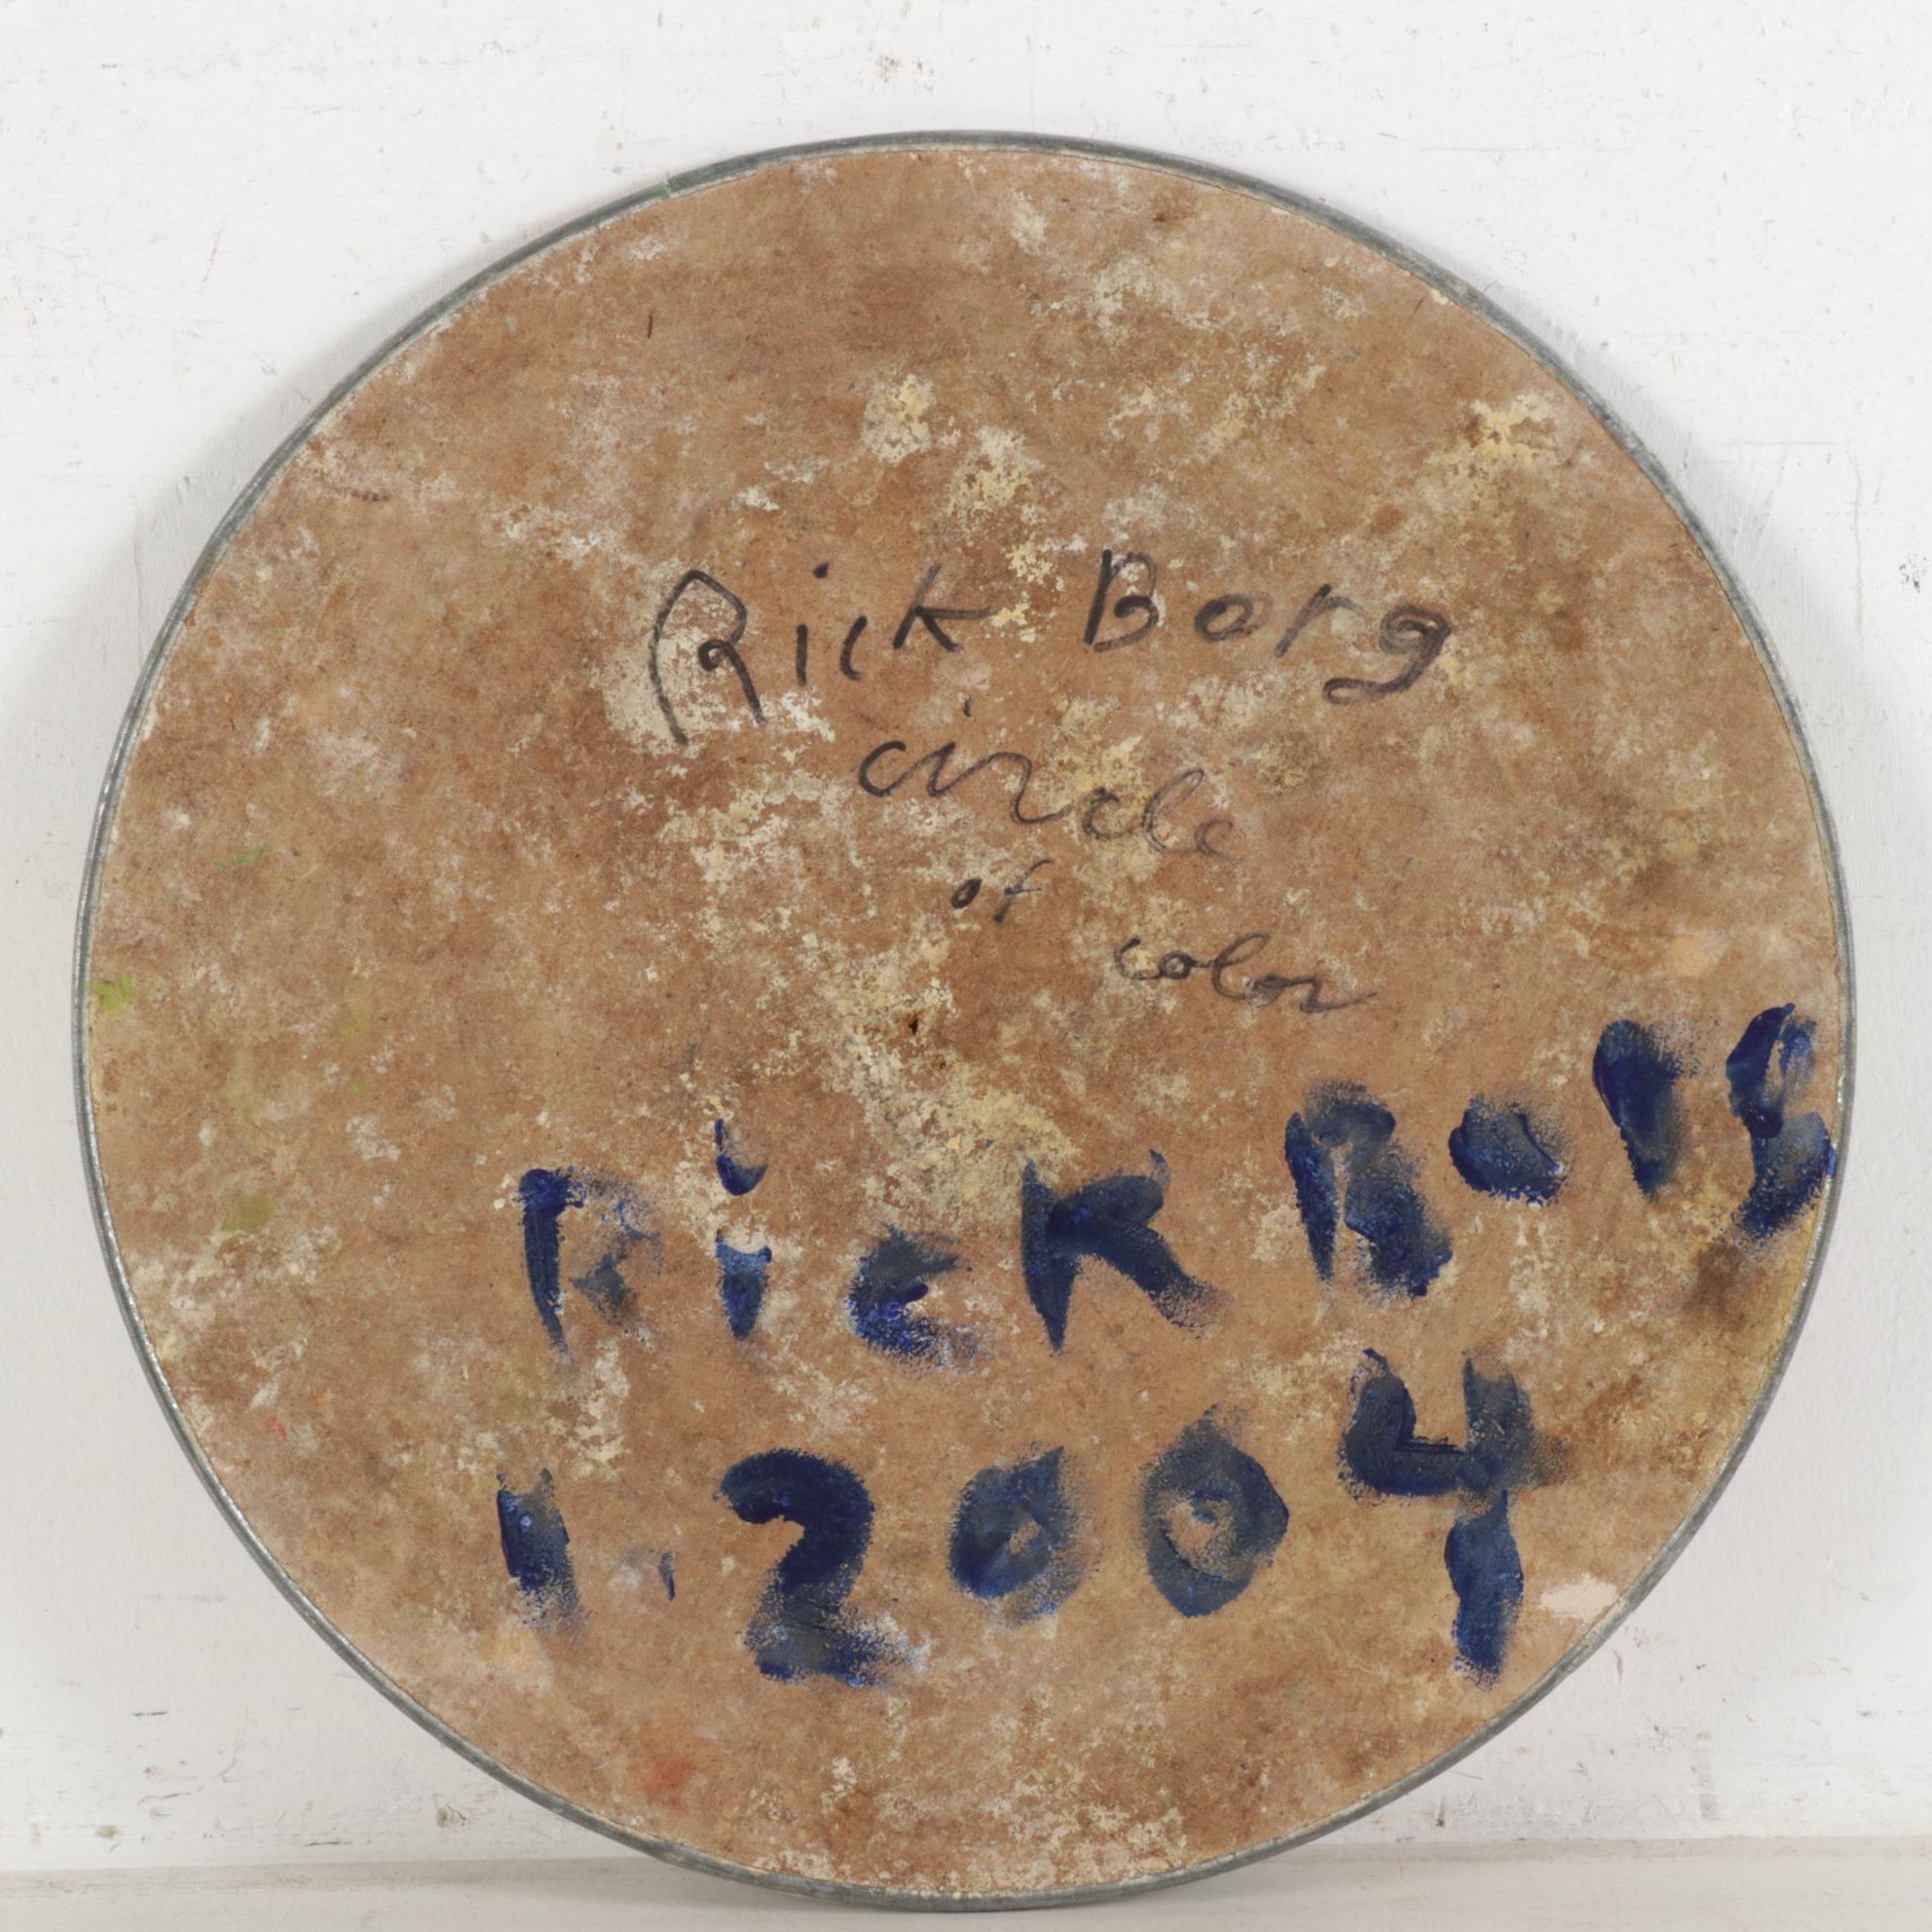 Rick Borg
circle
of
color
Rick Borg
1.2004